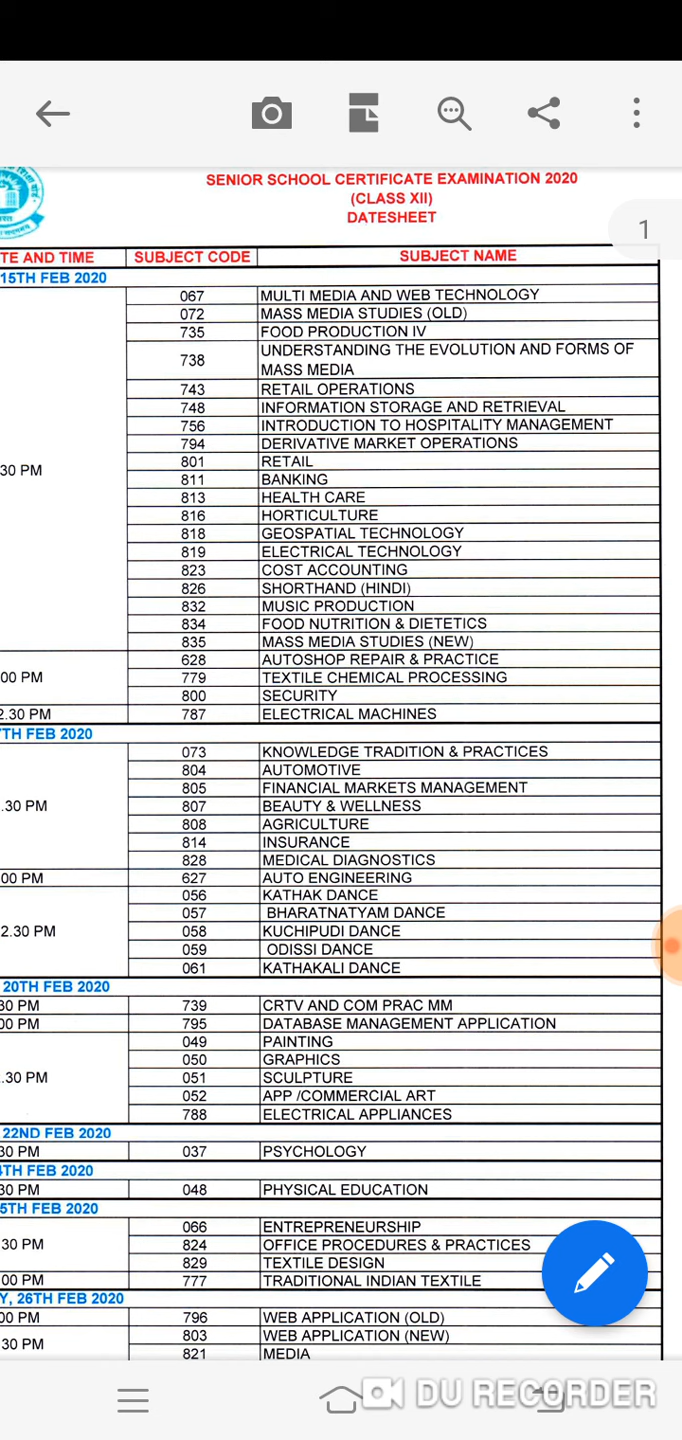 SENIOR SCHOOL CERTIFICATE EXAMINATION 2020
(CLASS XII)
DATESHEET
1
TE AND TIME SUBJECT CODE SUBJECT NAME
15TH FEB 2020
067 MULTI MEDIA AND WEB TECHNOLOGY
072 MASS MEDIA STUDIES (OLD)
735 FOOD PRODUCTION IV
738 UNDERSTANDING THE EVOLUTION AND FORMS OF
MASS MEDIA
743 RETAIL OPERATIONS
748 INFORMATION STORAGE AND RETRIEVAL
756 INTRODUCTION TO HOSPITALITY MANAGEMENT
794 DERIVATIVE MARKET OPERATIONS
801 RETAIL
30 PM
811 BANKING
813 HEALTH CARE
816 HORTICULTURE
818 GEOSPATIAL TECHNOLOGY
819 ELECTRICAL TECHNOLOGY
823 COST ACCOUNTING
826 SHORTHAND (HINDI)
832 MUSIC PRODUCTION
834 FOOD NUTRITION & DIETETICS
835 MASS MEDIA STUDIES (NEW)
628 AUTOSHOP REPAIR & PRACTICE
00 PM 779 TEXTILE CHEMICAL PROCESSING
800 SECURITY
2.30 PM 787 ELECTRICAL MACHINES
7TH FEB 2020
073 KNOWLEDGE TRADITION & PRACTICES
804 AUTOMOTIVE
805 FINANCIAL MARKETS MANAGEMENT
.30 PM 807 BEAUTY & WELLNESS
808 AGRICULTURE
814 INSURANCE
828 MEDICAL DIAGNOSTICS
00 PM 627 AUTO ENGINEERING
056 KATHAK DANCE
057 BHARATNATYAM DANCE
2.30 PM 058 KUCHIPUDI DANCE
059 ODISSI DANCE
061 KATHAKALI DANCE
20TH FEB 2020
30 PM 739 CRTV AND COM PRAC MM
00 PM 795 DATABASE MANAGEMENT APPLICATION
049 PAINTING
050 GRAPHICS
.30 PM 051 SCULPTURE
052 APP /COMMERCIAL ART
788 ELECTRICAL APPLIANCES
22ND FEB 2020
30 PM 037 PSYCHOLOGY
4TH FEB 2020
30 PM 048 PHYSICAL EDUCATION
5TH FEB 2020
066 ENTREPRENEURSHIP
30 PM 824 OFFICE PROCEDURES & PRACTICES
829 TEXTILE DESIGN
00 PM 777 TRADITIONAL INDIAN TEXTILE
Y, 26TH FEB 2020
00 PM 796 WEB APPLICATION (OLD)
803 WEB APPLICATION (NEW)
30 PM
821 MEDIA
DU RECORDER